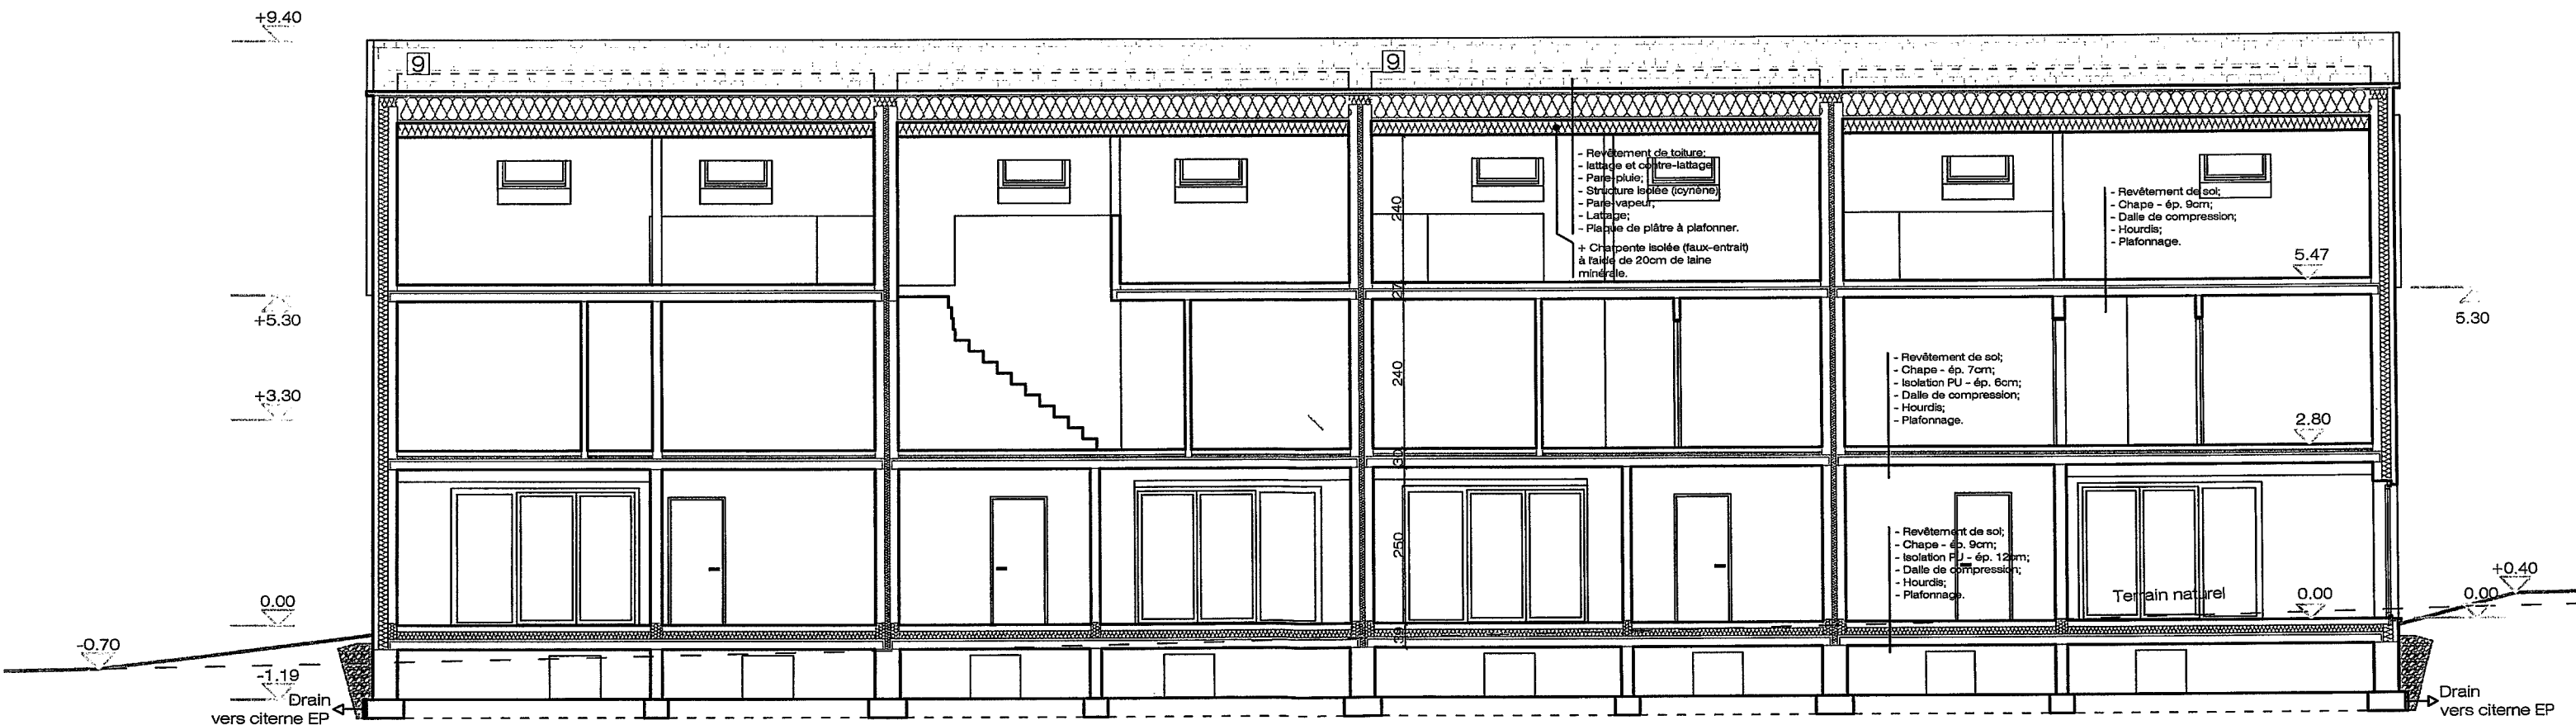 +9.40
9
9
- Revêtement de toiture;
- lattage et contre-lattage
- Pare-pluie;
- Structure isolée (icynène);
- Pare-vapeur;
- Lattage;
- Plaque de plâtre à plafonner.
+ Charpente isolée (faux-entrait)
à l'aide de 20cm de laine
minérale.
240
- Revêtement de sol;
- Chape - ép. 9cm;
- Dalle de compression;
- Hourdis;
- Plafonnage.
5.47
27
+5.30
5.30
+3.30
240
- Revêtement de sol;
- Chape - ép. 7cm;
- Isolation PU - ép. 6cm;
- Dalle de compression;
- Hourdis;
- Plafonnage.
2.80
30
250
- Revêtement de sol;
- Chape - ép. 9cm;
- Isolation PU - ép. 12cm;
- Dalle de compression;
- Hourdis;
- Plafonnage.
Terrain naturel
0.00
0.00
0.00
+0.40
-0.70
-1.19
Drain
vers citerne EP
Drain
vers citerne EP